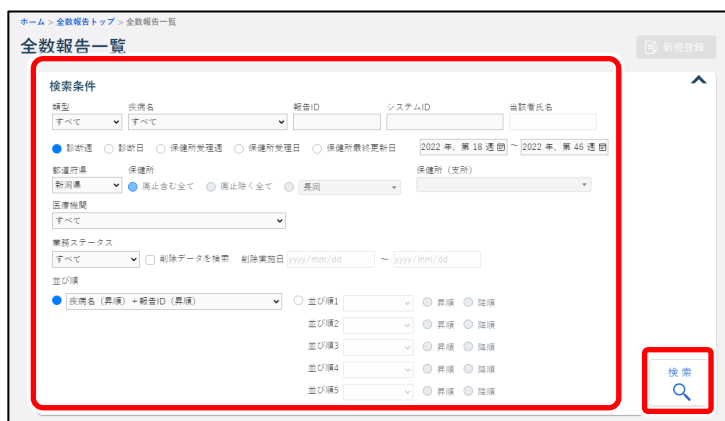 ホーム > 全数報告トップ > 全数報告一覧
全数報告一覧
新規登録
検索条件
類型 疾病名 報告ID システムID 当該者氏名
すべて すべて
診断週 診断日 保健所受理週 保健所受理日 保健所最終更新日 2022 年、第 18 週 ~ 2022 年、第 46 週
都道府県 保健所 保健所（支所）
新潟県 廃止含む全て 廃止除く全て 長岡
医療機関
すべて
業務ステータス
すべて 削除データを検索 削除実施日 yyyy/mm/dd ～ yyyy/mm/dd
並び順
疾病名（昇順）+報告ID（昇順） 並び順1 昇順 降順
並び順2 昇順 降順
並び順3 昇順 降順
並び順4 昇順 降順
並び順5 昇順 降順
検索